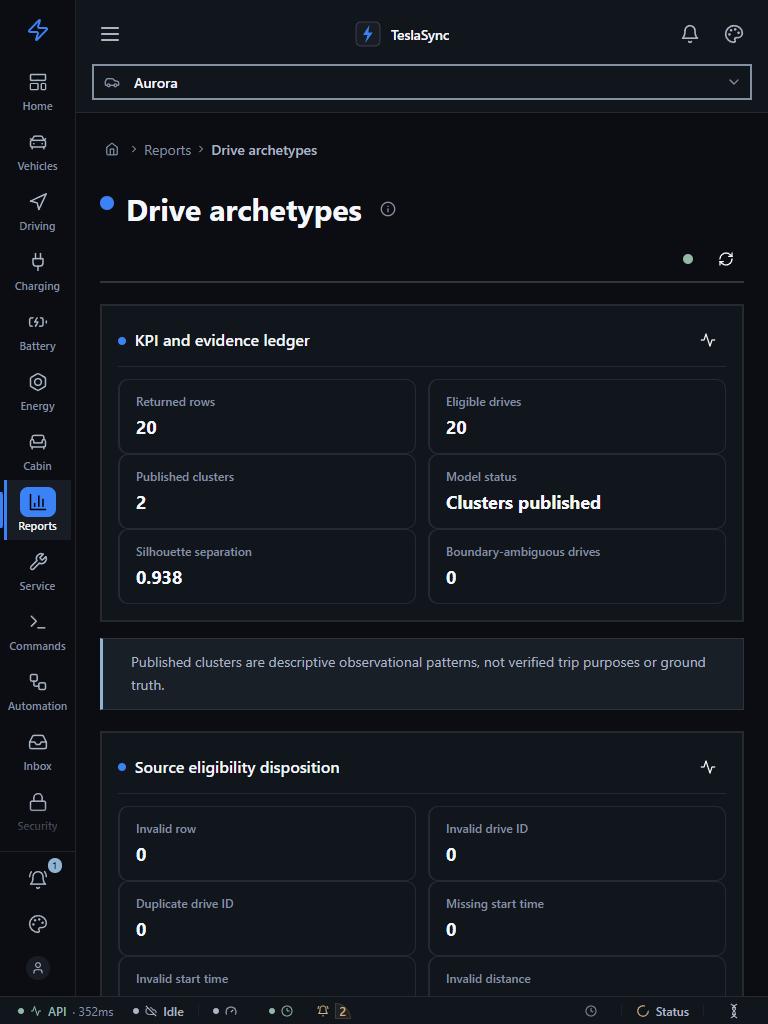 TeslaSync
Aurora
Home
Vehicles
Driving
Charging
Battery
Energy
Cabin
Reports
Service
Commands
Automation
Inbox
Security
1
Reports
Drive archetypes
Drive archetypes
KPI and evidence ledger
Returned rows
20
Eligible drives
20
Published clusters
2
Model status
Clusters published
Silhouette separation
0.938
Boundary-ambiguous drives
0
Published clusters are descriptive observational patterns, not verified trip purposes or ground
truth.
Source eligibility disposition
Invalid row
0
Invalid drive ID
0
Duplicate drive ID
0
Missing start time
0
Invalid start time
Invalid distance
API · 352ms
Idle
2
Status